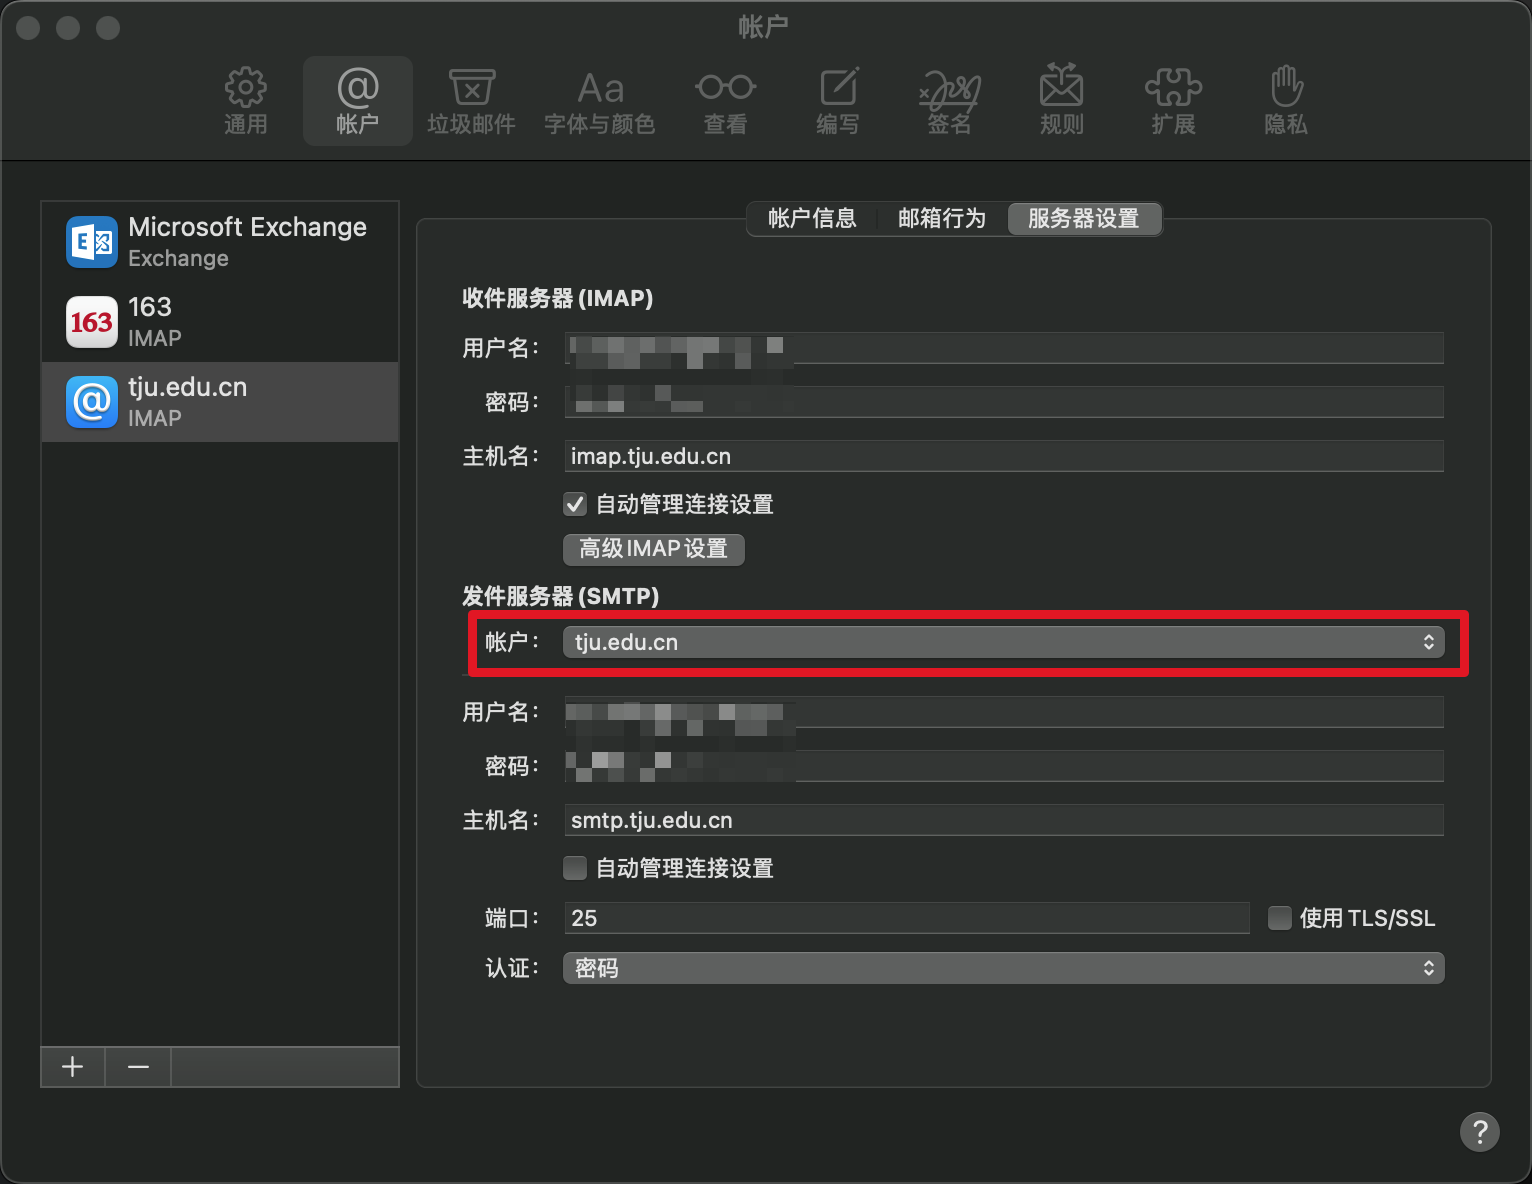 帐户
通用
帐户
垃圾邮件
Aa
字体与颜色
查看
编写
签名
规则
扩展
隐私
E
Microsoft Exchange
Exchange
163
163
IMAP
@
tju.edu.cn
IMAP
帐户信息
邮箱行为
服务器设置
收件服务器 (IMAP)
用户名：
密码：
主机名： imap.tju.edu.cn
自动管理连接设置
高级 IMAP 设置
发件服务器 (SMTP)
帐户： tju.edu.cn
用户名：
密码：
主机名： smtp.tju.edu.cn
自动管理连接设置
端口： 25 使用 TLS/SSL
认证： 密码
+ −
?